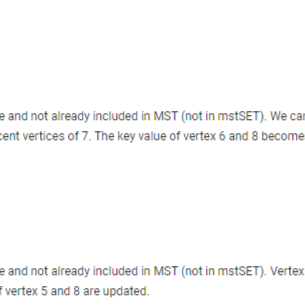 e and not already included in MST (not in mstSET). We car
cent vertices of 7. The key value of vertex 6 and 8 become
e and not already included in MST (not in mstSET). Vertex
f vertex 5 and 8 are updated.